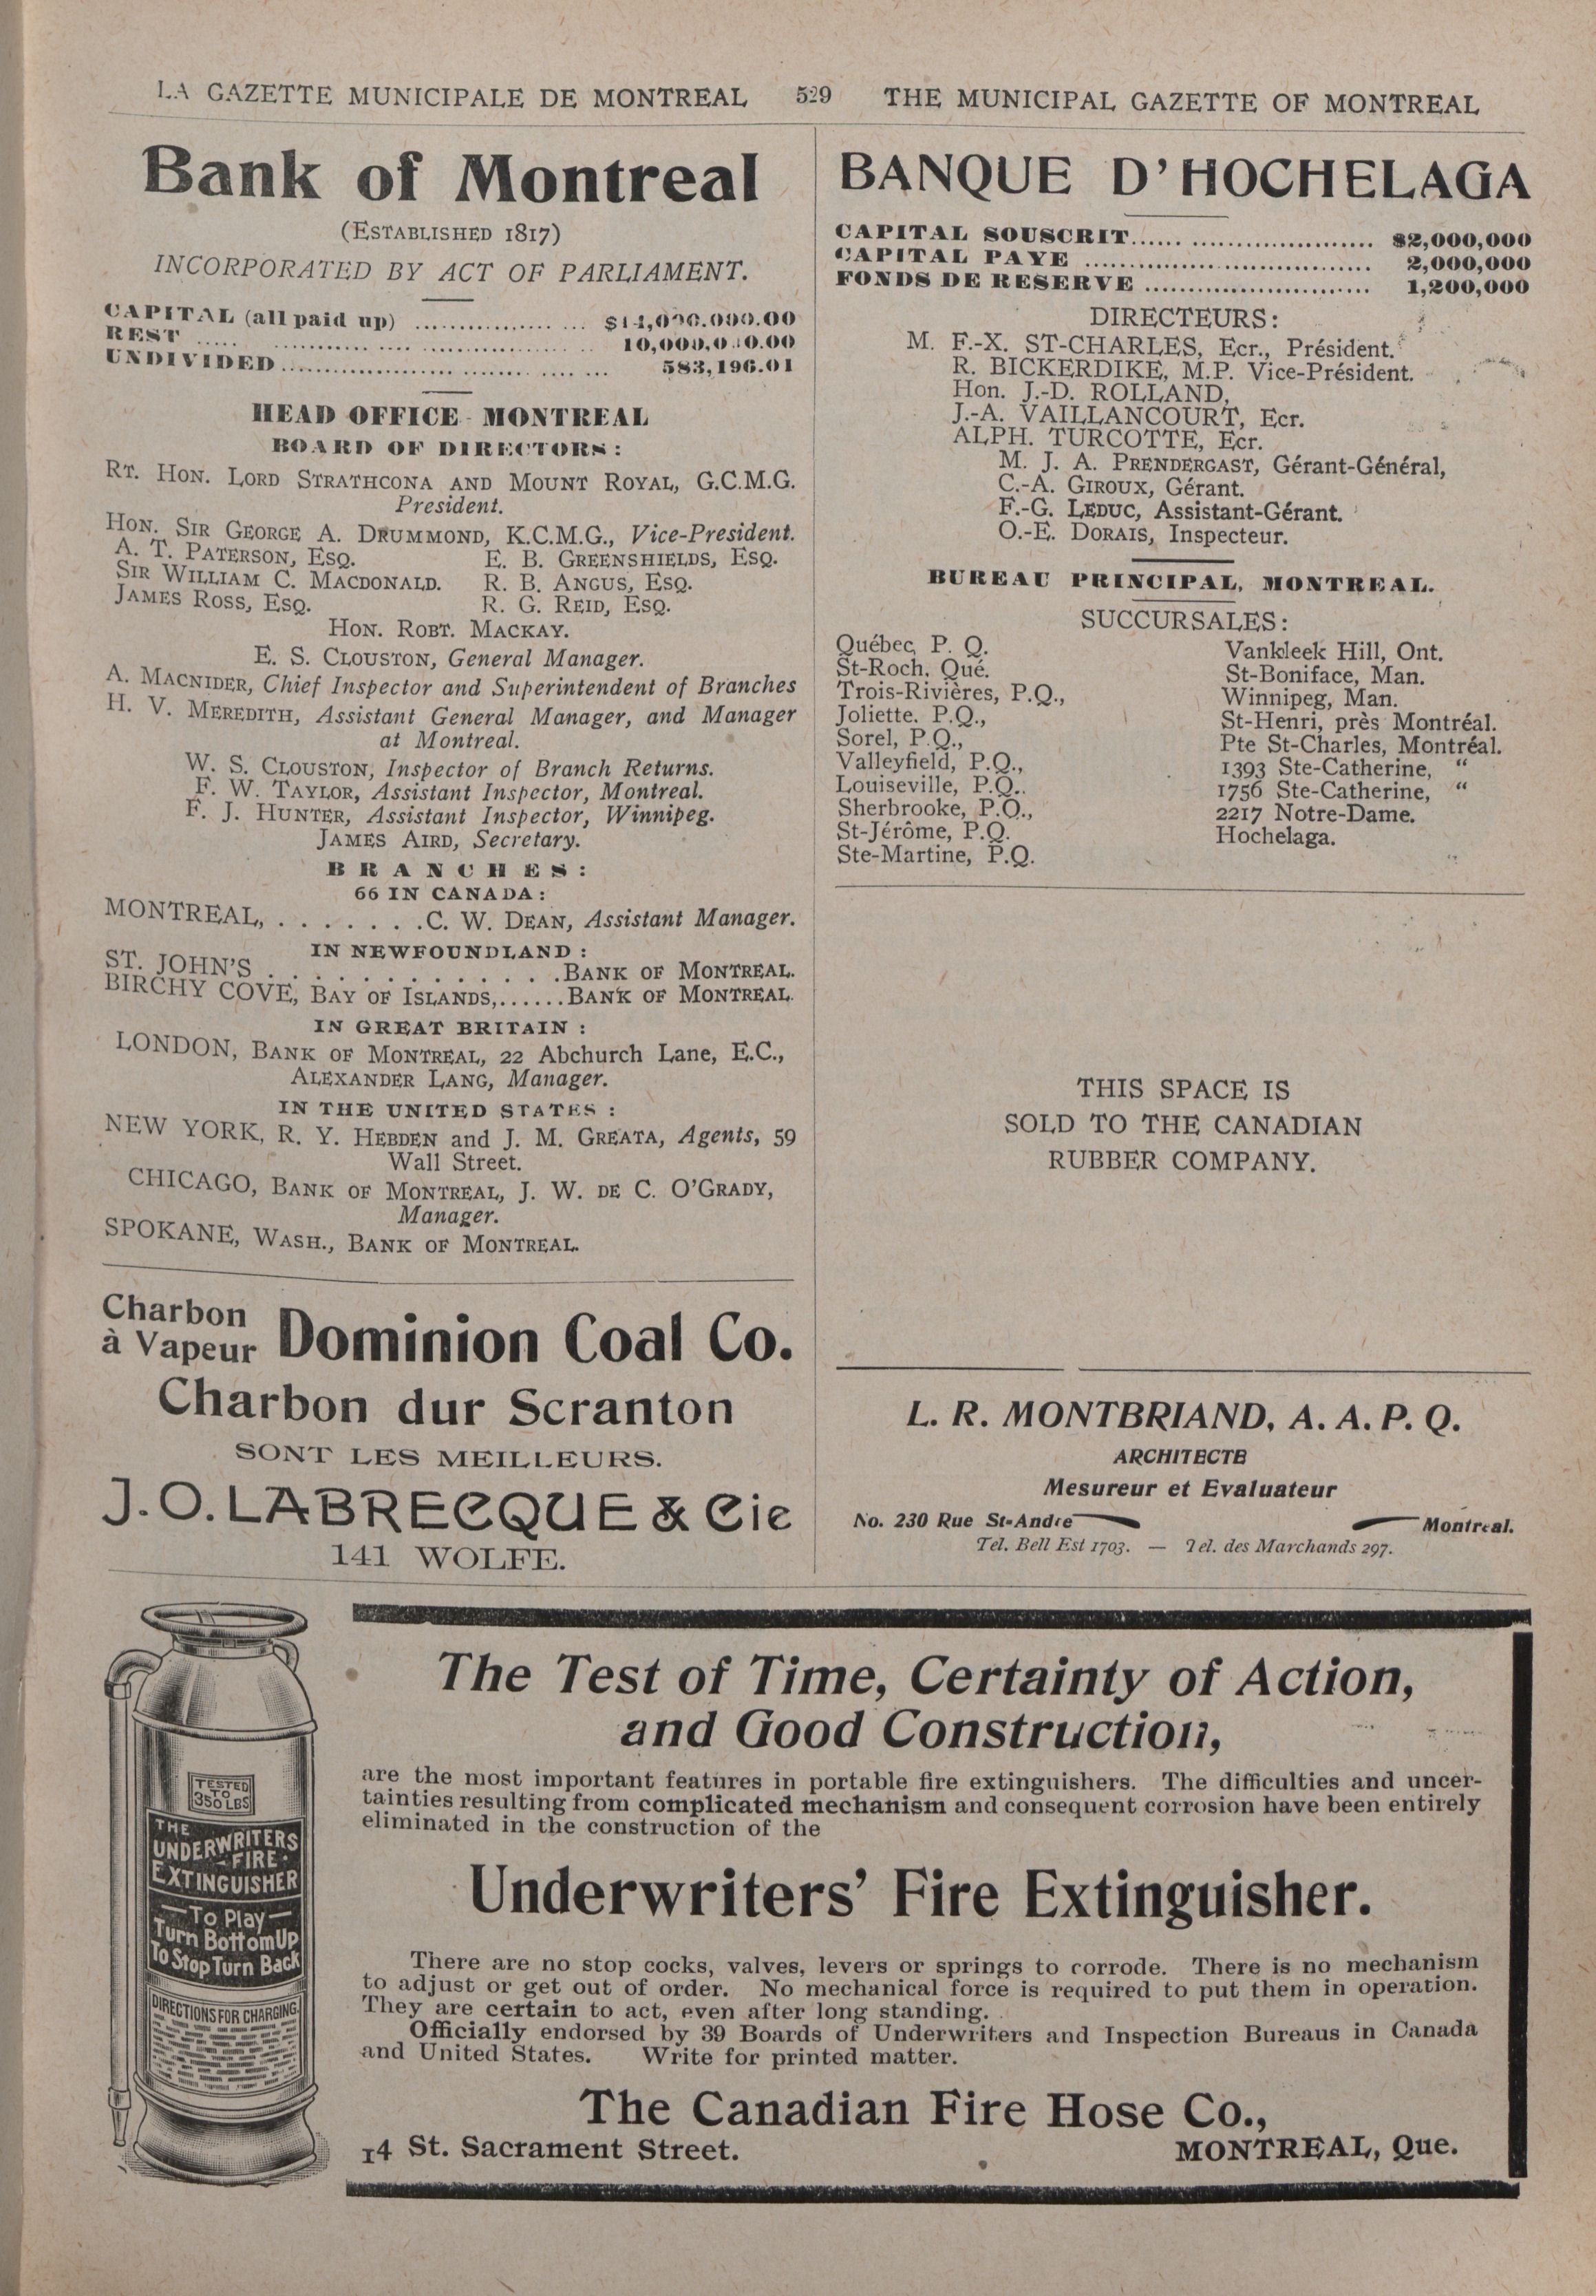 LA GAZETTE MUNICIPALE DE MONTREAL 529 THE MUNICIPAL GAZETTE OF MONTREAL
Bank of Montreal
(ESTABLISHED 1817)
INCORPORATED BY ACT OF PARLIAMENT.
CAPITAL (all paid up) .................. $14,000.000.00
REST ..... .................................... 10,000,000.00
UNDIVIDED .................................... 583,196.01
HEAD OFFICE - MONTREAL
BOARD OF DIRECTORS:
RT. HON. LORD STRATHCONA AND MOUNT ROYAL, G.C.M.G.
President.
HON. SIR GEORGE A. DRUMMOND, K.C.M.G., Vice-President.
A. T. PATERSON, ESQ. E. B. GREENSHIELDS, ESQ.
SIR WILLIAM C. MACDONALD. R. B. ANGUS, ESQ.
JAMES ROSS, ESQ. R. G. REID, ESQ.
HON. ROBT. MACKAY.
E. S. CLOUSTON, General Manager.
A. MACNIDER, Chief Inspector and Superintendent of Branches
H. V. MEREDITH, Assistant General Manager, and Manager
at Montreal.
W. S. CLOUSTON, Inspector of Branch Returns.
F. W. TAYLOR, Assistant Inspector, Montreal.
F. J. HUNTER, Assistant Inspector, Winnipeg.
JAMES AIRD, Secretary.
BRANCHES:
66 IN CANADA:
MONTREAL, . . . . . . . .C. W. DEAN, Assistant Manager.
IN NEWFOUNDLAND :
ST. JOHN'S . . . . . . . . . . . . . . .BANK OF MONTREAL.
BIRCHY COVE, BAY OF ISLANDS,......BANK OF MONTREAL.
IN GREAT BRITAIN :
LONDON, BANK OF MONTREAL, 22 Abchurch Lane, E.C.,
ALEXANDER LANG, Manager.
IN THE UNITED STATES :
NEW YORK, R. Y. HEBDEN and J. M. GREATA, Agents, 59
Wall Street.
CHICAGO, BANK OF MONTREAL, J. W. DE C. O'GRADY,
Manager.
SPOKANE, WASH., BANK OF MONTREAL.
Charbon
à Vapeur Dominion Coal Co.
Charbon dur Scranton
SONT LES MEILLEURS.
J.O. LABRECQUE & Cie
141 WOLFE.
BANQUE D'HOCHELAGA
CAPITAL SOUSCRIT........................... $2,000,000
CAPITAL PAYE ................................. 2,000,000
FONDS DE RESERVE ......................... 1,200,000
DIRECTEURS:
M. F.-X. ST-CHARLES, Ecr., Président.
R. BICKERDIKE, M.P. Vice-Président.
Hon. J.-D. ROLLAND,
J.-A. VAILLANCOURT, Ecr.
ALPH. TURCOTTE, Ecr.
M. J. A. PRENDERGAST, Gérant-Général,
C.-A. GIROUX, Gérant.
F.-G. LEDUC, Assistant-Gérant.
O.-E. DORAIS, Inspecteur.
BUREAU PRINCIPAL, MONTREAL.
SUCCURSALES:
Québec, P. Q. Vankleek Hill, Ont.
St-Roch, Qué. St-Boniface, Man.
Trois-Rivières, P.Q., Winnipeg, Man.
Joliette. P.Q., St-Henri, près Montréal.
Sorel, P.Q., Pte St-Charles, Montréal.
Valleyfield, P.Q., 1393 Ste-Catherine, “
Louiseville, P.Q.. 1756 Ste-Catherine, “
Sherbrooke, P.Q., 2217 Notre-Dame.
St-Jérôme, P.Q. Hochelaga.
Ste-Martine, P.Q.
THIS SPACE IS
SOLD TO THE CANADIAN
RUBBER COMPANY.
L. R. MONTBRIAND, A. A. P. Q.
ARCHITECTE
Mesureur et Evaluateur
No. 230 Rue St-Andre Montreal.
Tel. Bell Est 1703. — Tel. des Marchands 297.
TESTED
TO
350 LBS
THE
UNDERWRITERS
FIRE
EXTINGUISHER
—To Play—
Turn Bottom Up
To Stop Turn Back
DIRECTIONS FOR CHARGING
The Test of Time, Certainty of Action,
and Good Construction,
are the most important features in portable fire extinguishers. The difficulties and uncer-
tainties resulting from complicated mechanism and consequent corrosion have been entirely
eliminated in the construction of the
Underwriters' Fire Extinguisher.
There are no stop cocks, valves, levers or springs to corrode. There is no mechanism
to adjust or get out of order. No mechanical force is required to put them in operation.
They are certain to act, even after long standing.
Officially endorsed by 39 Boards of Underwriters and Inspection Bureaus in Canada
and United States. Write for printed matter.
The Canadian Fire Hose Co.,
14 St. Sacrament Street. MONTREAL, Que.